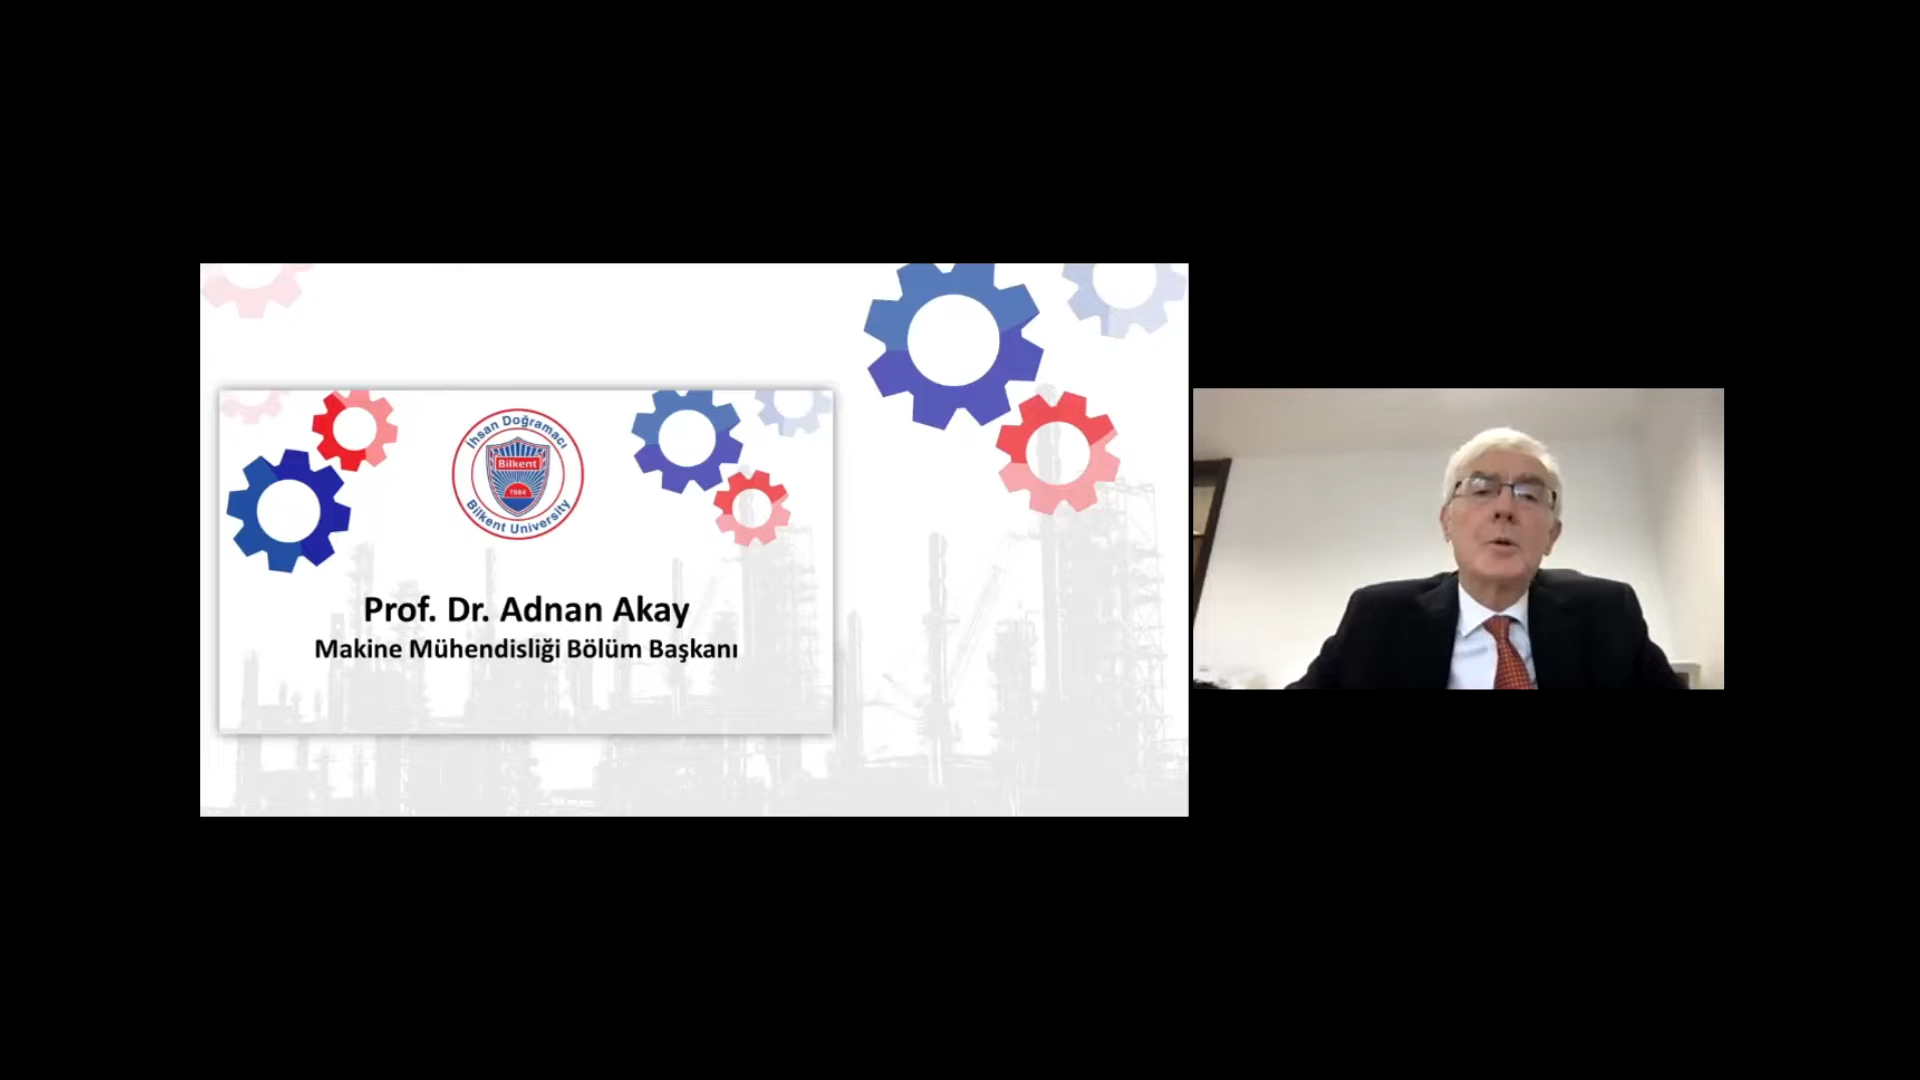 İhsan Doğramacı
Bilkent
1984
Bilkent University
Prof. Dr. Adnan Akay
Makine Mühendisliği Bölüm Başkanı